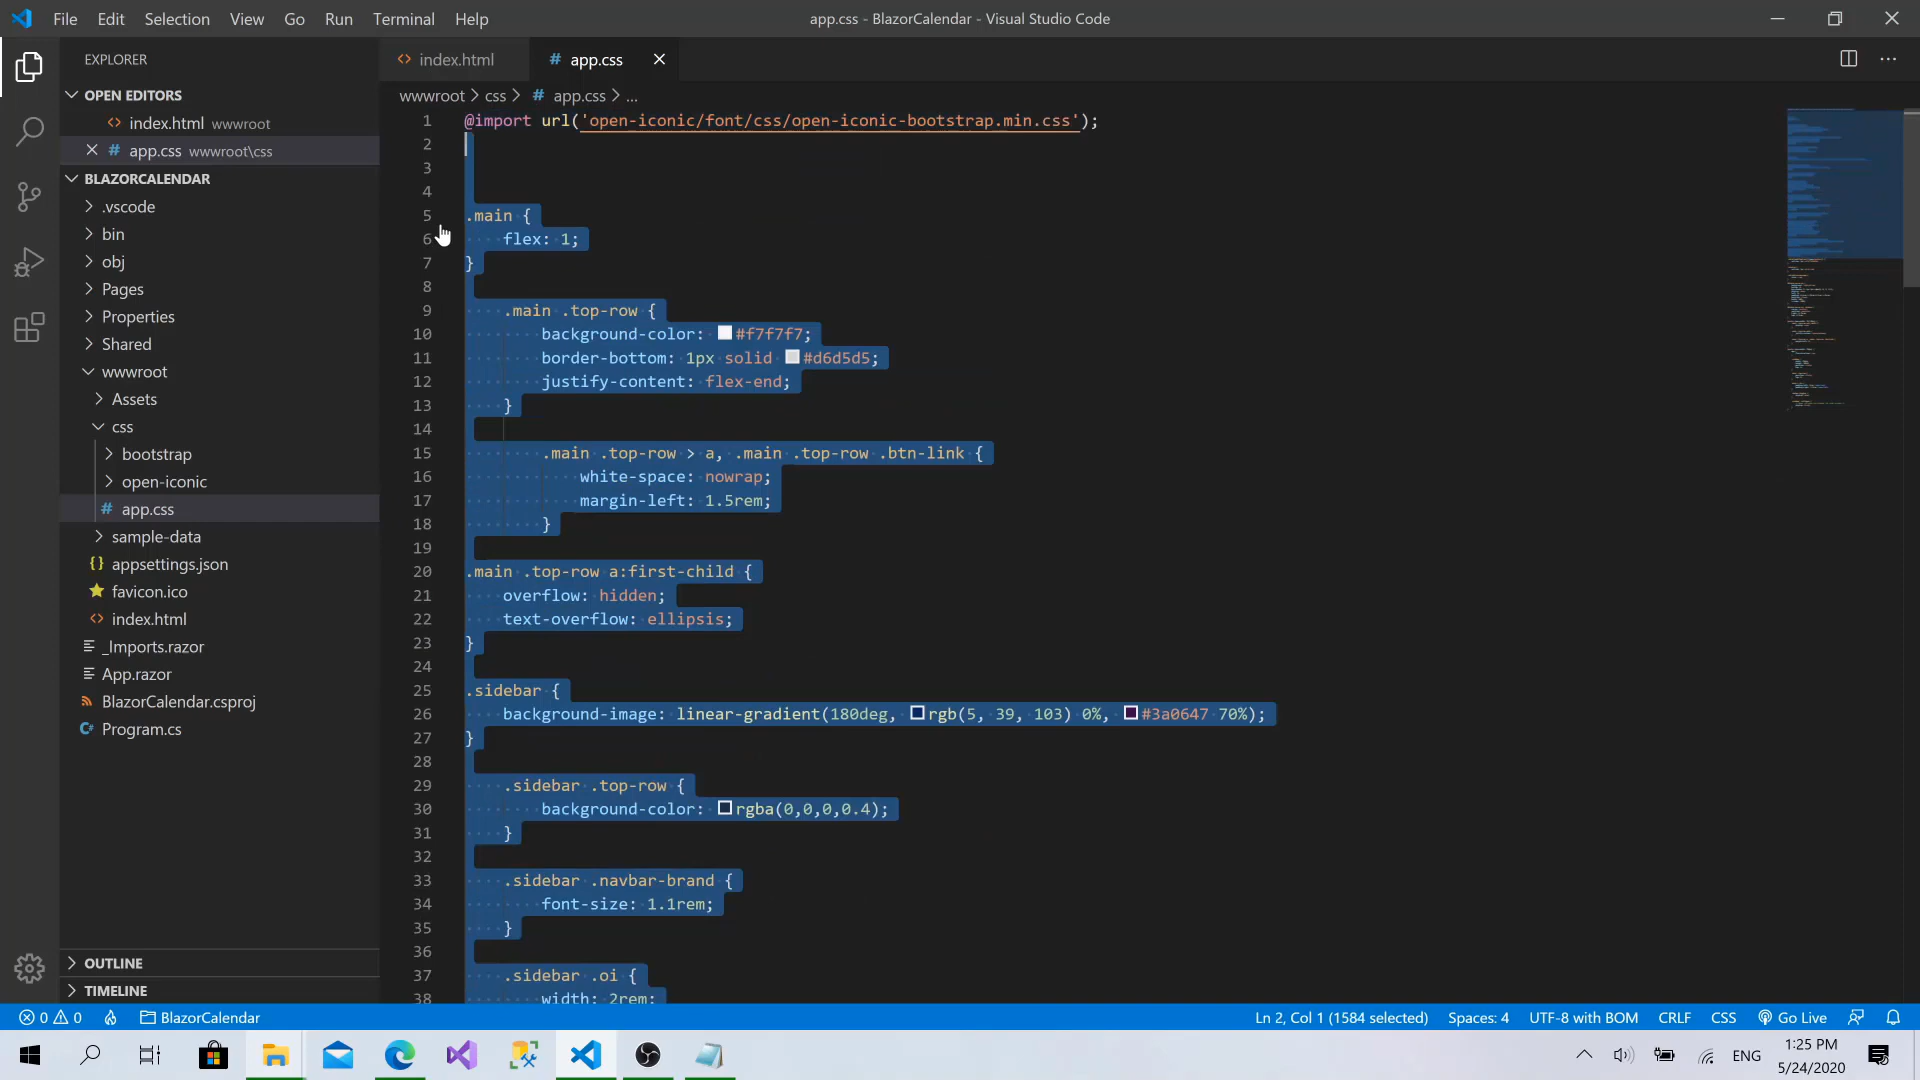 File Edit Selection View Go Run Terminal Help
app.css - BlazorCalendar - Visual Studio Code
EXPLORER
OPEN EDITORS
index.html wwwroot
app.css wwwroot\css
BLAZORCALENDAR
.vscode
bin
obj
Pages
Properties
Shared
wwwroot
Assets
css
bootstrap
open-iconic
# app.css
sample-data
{} appsettings.json
favicon.ico
<> index.html
_Imports.razor
App.razor
BlazorCalendar.csproj
C# Program.cs
OUTLINE
TIMELINE
<> index.html
# app.css
wwwroot > css > # app.css > ...
1 @import url('open-iconic/font/css/open-iconic-bootstrap.min.css');
2
3
4
5 .main {
6 flex: 1;
7 }
8
9 .main .top-row {
10 background-color: #f7f7f7;
11 border-bottom: 1px solid #d6d5d5;
12 justify-content: flex-end;
13 }
14
15 .main .top-row > a, .main .top-row .btn-link {
16 white-space: nowrap;
17 margin-left: 1.5rem;
18 }
19
20 .main .top-row a:first-child {
21 overflow: hidden;
22 text-overflow: ellipsis;
23 }
24
25 .sidebar {
26 background-image: linear-gradient(180deg, rgb(5, 39, 103) 0%, #3a0647 70%);
27 }
28
29 .sidebar .top-row {
30 background-color: rgba(0,0,0,0.4);
31 }
32
33 .sidebar .navbar-brand {
34 font-size: 1.1rem;
35 }
36
37 .sidebar .oi {
38 width: 2rem;
0 0 BlazorCalendar
Ln 2, Col 1 (1584 selected) Spaces: 4 UTF-8 with BOM CRLF CSS Go Live
ENG
1:25 PM
5/24/2020